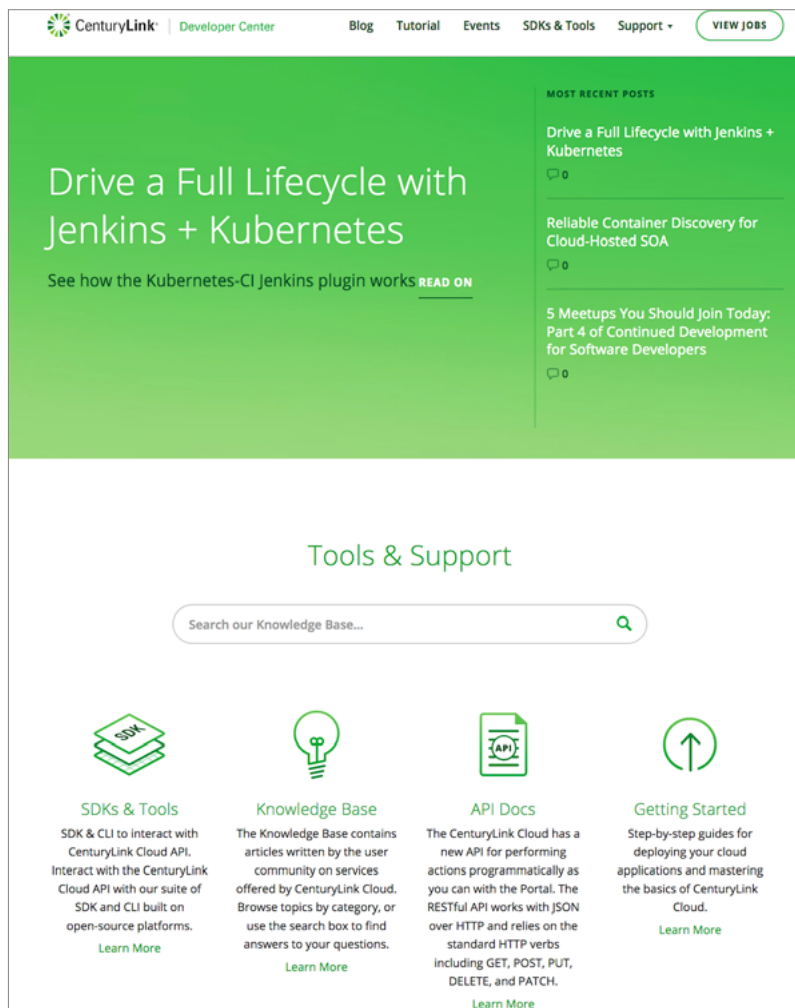 CenturyLink® Developer Center Blog Tutorial Events SDKs & Tools Support VIEW JOBS
MOST RECENT POSTS
Drive a Full Lifecycle with
Jenkins + Kubernetes
See how the Kubernetes-CI Jenkins plugin works READ ON
Drive a Full Lifecycle with Jenkins +
Kubernetes
0
Reliable Container Discovery for
Cloud-Hosted SOA
0
5 Meetups You Should Join Today:
Part 4 of Continued Development
for Software Developers
0
Tools & Support
Search our Knowledge Base...
SDK
SDKs & Tools
SDK & CLI to interact with
CenturyLink Cloud API.
Interact with the CenturyLink
Cloud API with our suite of
SDK and CLI built on
open-source platforms.
Learn More
Knowledge Base
The Knowledge Base contains
articles written by the user
community on services
offered by CenturyLink Cloud.
Browse topics by category, or
use the search box to find
answers to your questions.
Learn More
API
API Docs
The CenturyLink Cloud has a
new API for performing
actions programmatically as
you can with the Portal. The
RESTful API works with JSON
over HTTP and relies on the
standard HTTP verbs
including GET, POST, PUT,
DELETE, and PATCH.
Learn More
Getting Started
Step-by-step guides for
deploying your cloud
applications and mastering
the basics of CenturyLink
Cloud.
Learn More